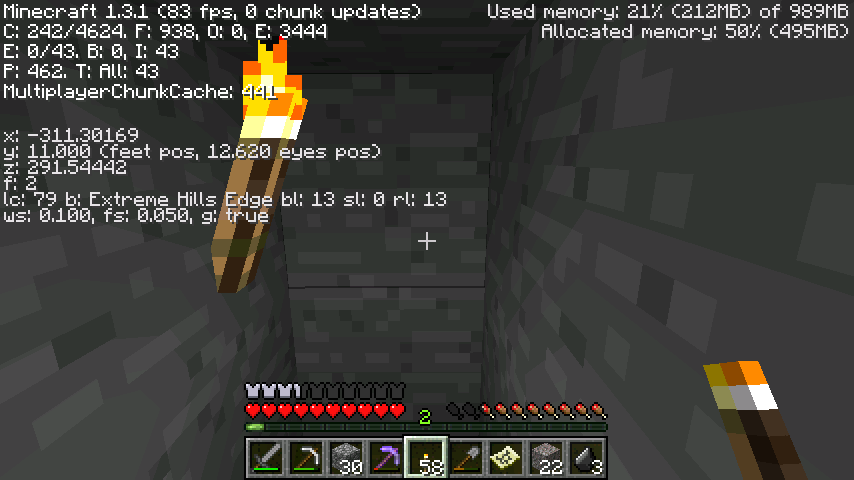 Minecraft 1.3.1 (83 fps, 0 chunk updates)
C: 242/4624. F: 938, O: 0, E: 3444
E: 0/43. B: 0, I: 43
P: 462. T: All: 43
MultiplayerChunkCache: 441
Used memory: 21% (212MB) of 989MB
Allocated memory: 50% (495MB)
x: -311.30169
y: 11.000 (feet pos, 12.620 eyes pos)
z: 291.54442
f: 2
lc: 79 b: Extreme Hills Edge bl: 13 sl: 0 rl: 13
ws: 0.100, fs: 0.050, g: true
2
30 58 22 3